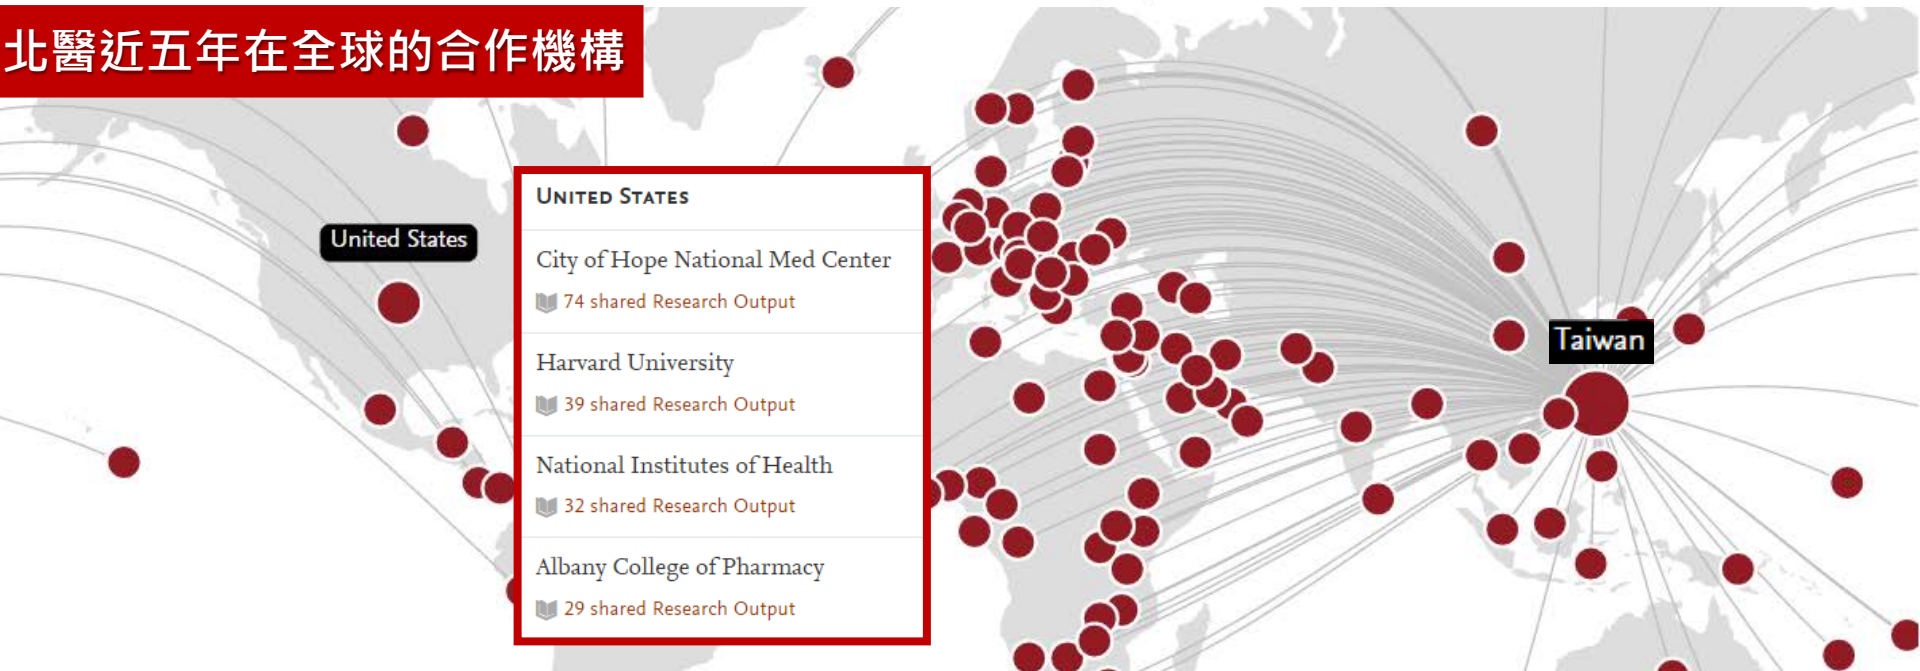 北醫近五年在全球的合作機構
United States
UNITED STATES
City of Hope National Med Center
74 shared Research Output
Harvard University
39 shared Research Output
National Institutes of Health
32 shared Research Output
Albany College of Pharmacy
29 shared Research Output
Taiwan